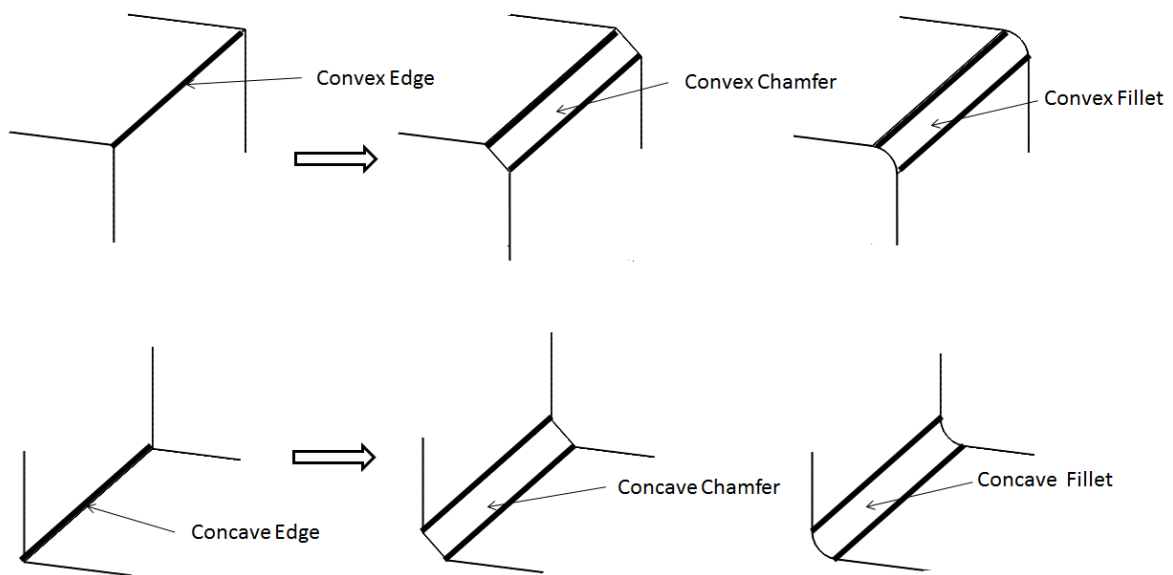 Convex Edge
Convex Chamfer
Convex Fillet
Concave Edge
Concave Chamfer
Concave Fillet